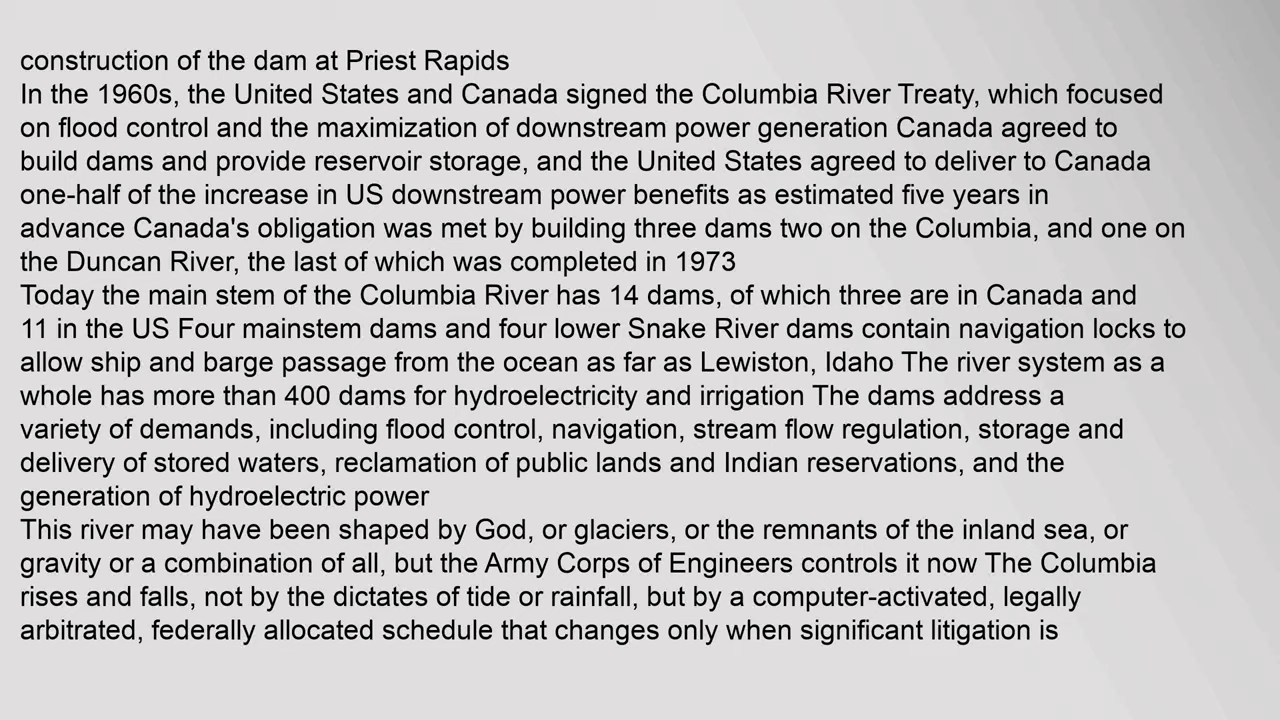 construction of the dam at Priest Rapids
In the 1960s, the United States and Canada signed the Columbia River Treaty, which focused
on flood control and the maximization of downstream power generation Canada agreed to
build dams and provide reservoir storage, and the United States agreed to deliver to Canada
one-half of the increase in US downstream power benefits as estimated five years in
advance Canada's obligation was met by building three dams two on the Columbia, and one on
the Duncan River, the last of which was completed in 1973
Today the main stem of the Columbia River has 14 dams, of which three are in Canada and
11 in the US Four mainstem dams and four lower Snake River dams contain navigation locks to
allow ship and barge passage from the ocean as far as Lewiston, Idaho The river system as a
whole has more than 400 dams for hydroelectricity and irrigation The dams address a
variety of demands, including flood control, navigation, stream flow regulation, storage and
delivery of stored waters, reclamation of public lands and Indian reservations, and the
generation of hydroelectric power
This river may have been shaped by God, or glaciers, or the remnants of the inland sea, or
gravity or a combination of all, but the Army Corps of Engineers controls it now The Columbia
rises and falls, not by the dictates of tide or rainfall, but by a computer-activated, legally
arbitrated, federally allocated schedule that changes only when significant litigation is